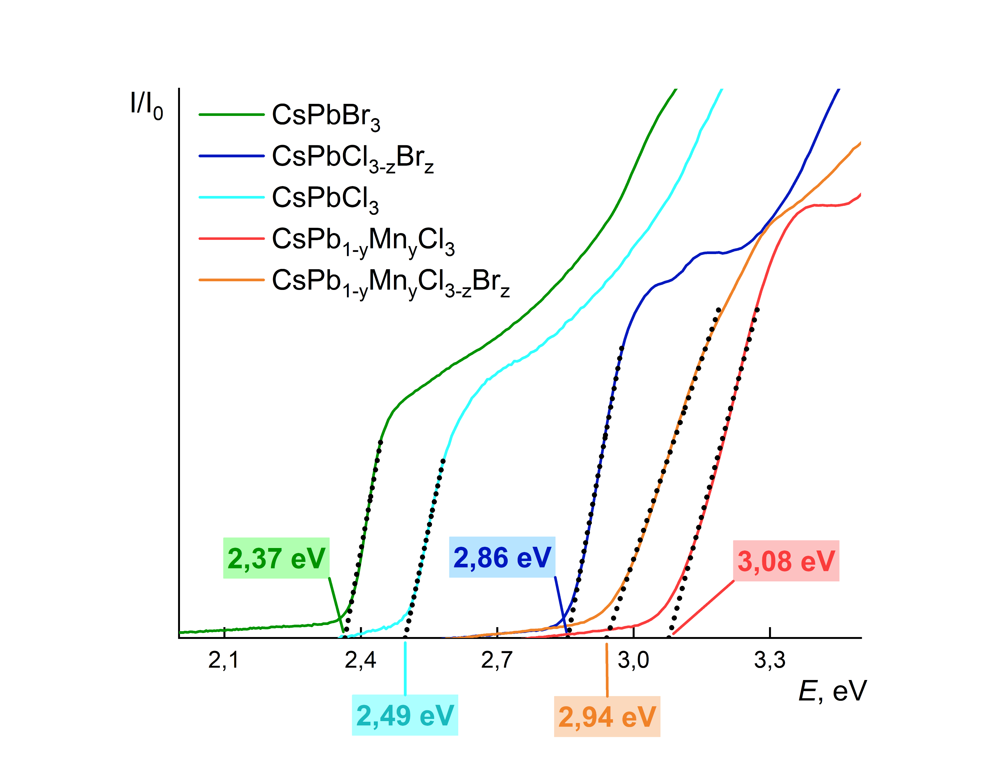 I/I₀
CsPbBr₃
CsPbCl₃₋zBrz
CsPbCl₃
CsPb₁₋yMnyCl₃
CsPb₁₋yMnyCl₃₋zBrz
2,37 eV
2,86 eV
3,08 eV
2,1 2,4 2,7 3,0 3,3
E, eV
2,49 eV
2,94 eV